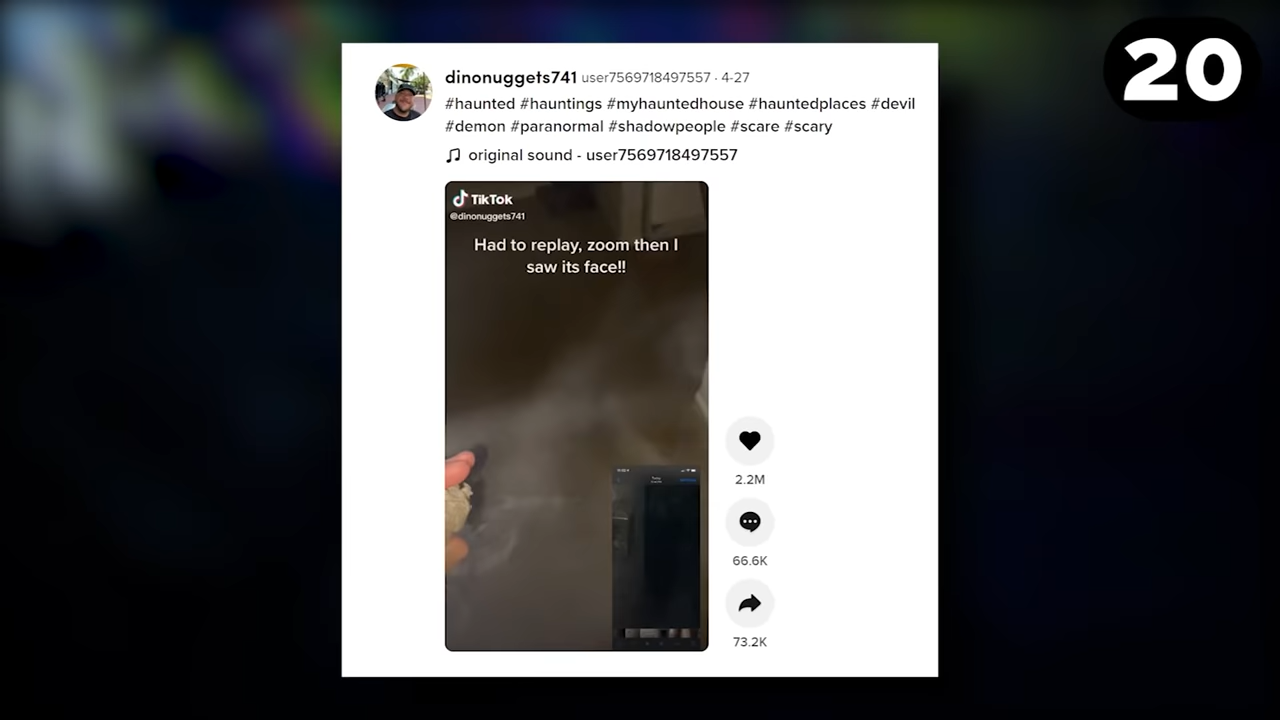 20
dinonuggets741 user7569718497557 · 4-27
#haunted #hauntings #myhauntedhouse #hauntedplaces #devil
#demon #paranormal #shadowpeople #scare #scary
original sound - user7569718497557
TikTok
@dinonuggets741
Had to replay, zoom then I
saw its face!!
2.2M
66.6K
73.2K